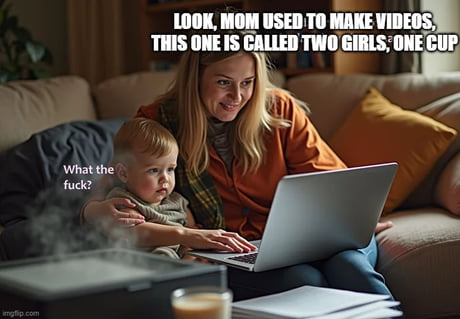 LOOK, MOM USED TO MAKE VIDEOS,
THIS ONE IS CALLED TWO GIRLS, ONE CUP
What the
fuck?
imgflip.com